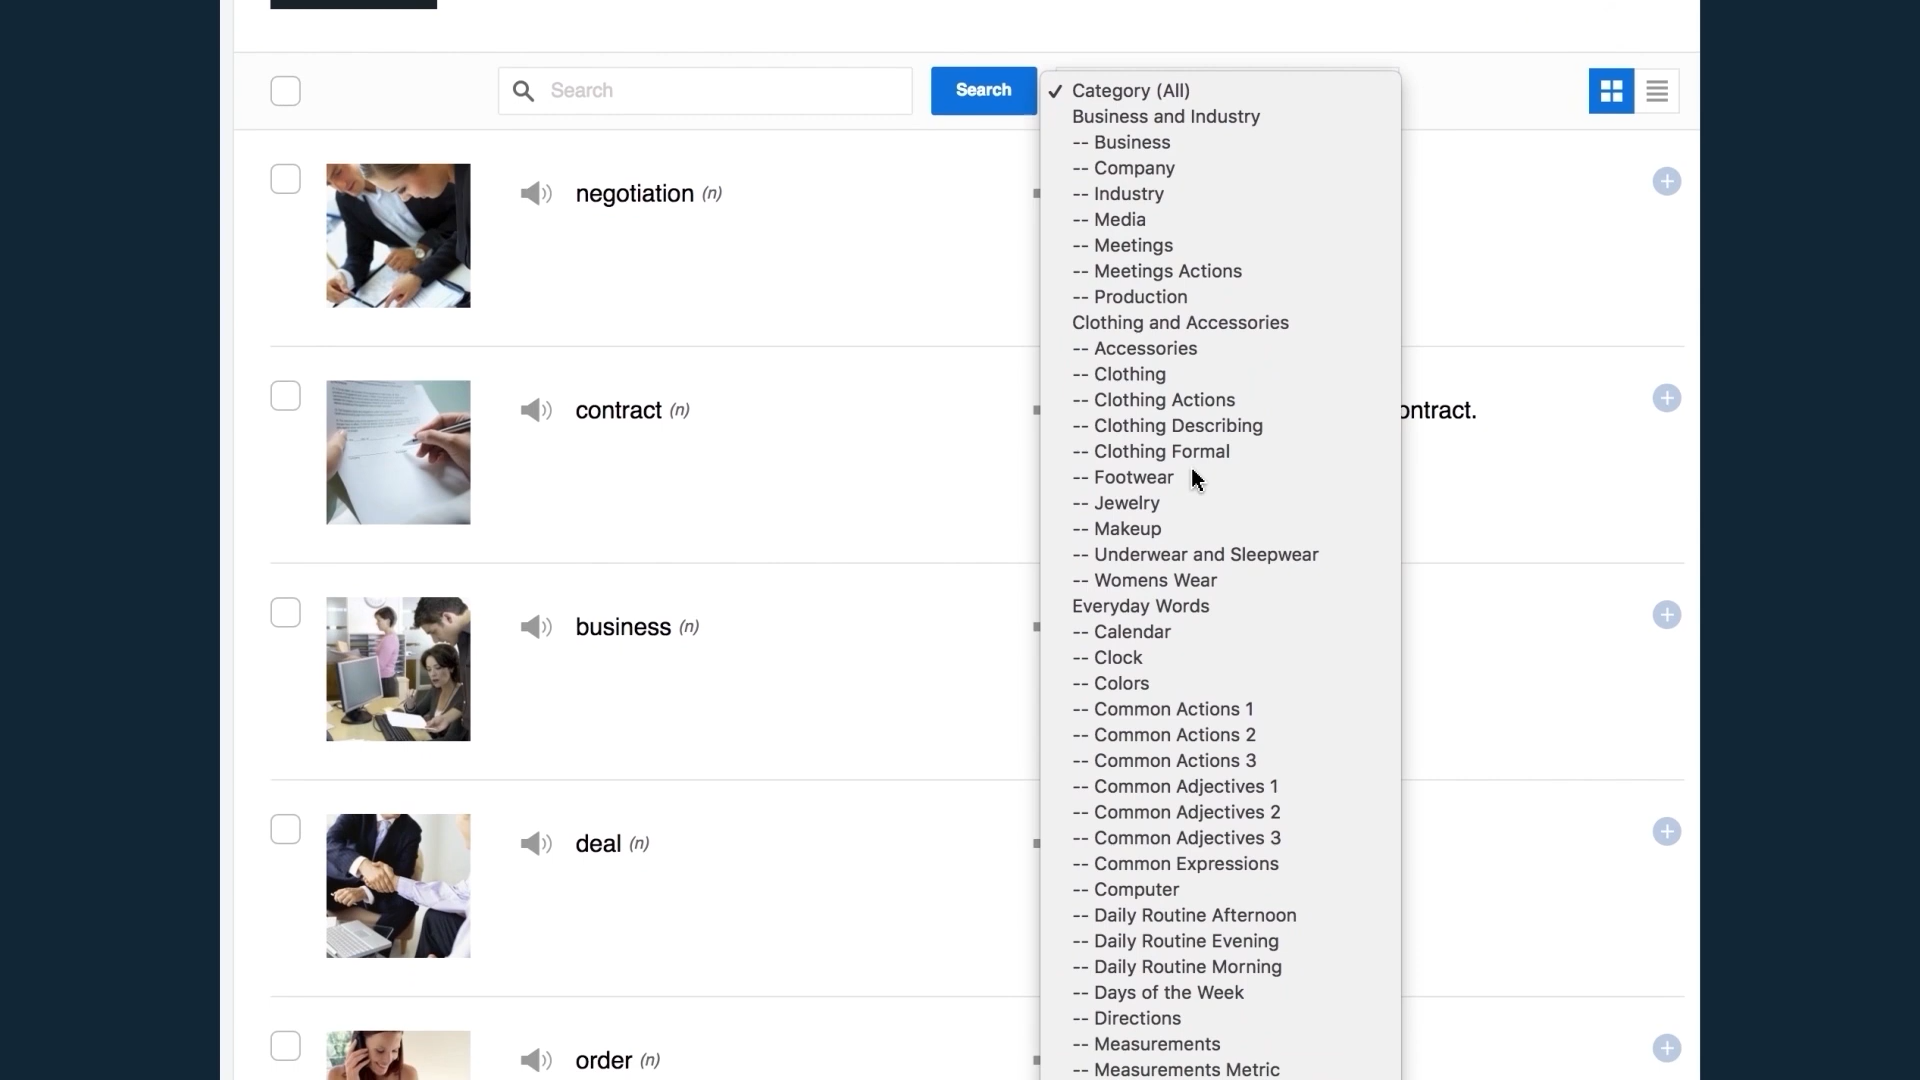 Search
Search
✓ Category (All)
Business and Industry
-- Business
-- Company
-- Industry
-- Media
-- Meetings
-- Meetings Actions
-- Production
Clothing and Accessories
-- Accessories
-- Clothing
-- Clothing Actions
-- Clothing Describing
-- Clothing Formal
-- Footwear
-- Jewelry
-- Makeup
-- Underwear and Sleepwear
-- Womens Wear
Everyday Words
-- Calendar
-- Clock
-- Colors
-- Common Actions 1
-- Common Actions 2
-- Common Actions 3
-- Common Adjectives 1
-- Common Adjectives 2
-- Common Adjectives 3
-- Common Expressions
-- Computer
-- Daily Routine Afternoon
-- Daily Routine Evening
-- Daily Routine Morning
-- Days of the Week
-- Directions
-- Measurements
-- Measurements Metric
negotiation (n)
contract (n)
ontract.
business (n)
deal (n)
order (n)